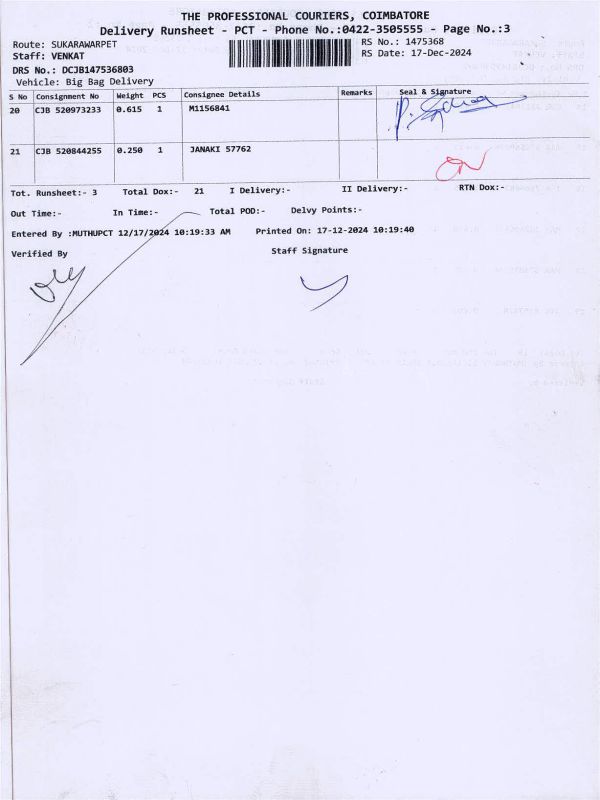 THE PROFESSIONAL COURIERS, COIMBATORE
Delivery Runsheet - PCT - Phone No.:0422-3505555 - Page No.:3
Route: SUKARAWARPET
RS No.: 1475368
Staff: VENKAT
RS Date: 17-Dec-2024
DRS No.: DCJB147536803
Vehicle: Big Bag Delivery
S No Consignment No Weight PCS Consignee Details Remarks Seal & Signature
20 CJB 520973233 0.615 1 M1156841
21 CJB 520844255 0.250 1 JANAKI 57762
Tot. Runsheet:- 3 Total Dox:- 21 I Delivery:- II Delivery:- RTN Dox:-
Out Time:- In Time:- Total POD:- Delvy Points:-
Entered By :MUTHUPCT 12/17/2024 10:19:33 AM Printed On: 17-12-2024 10:19:40
Verified By Staff Signature